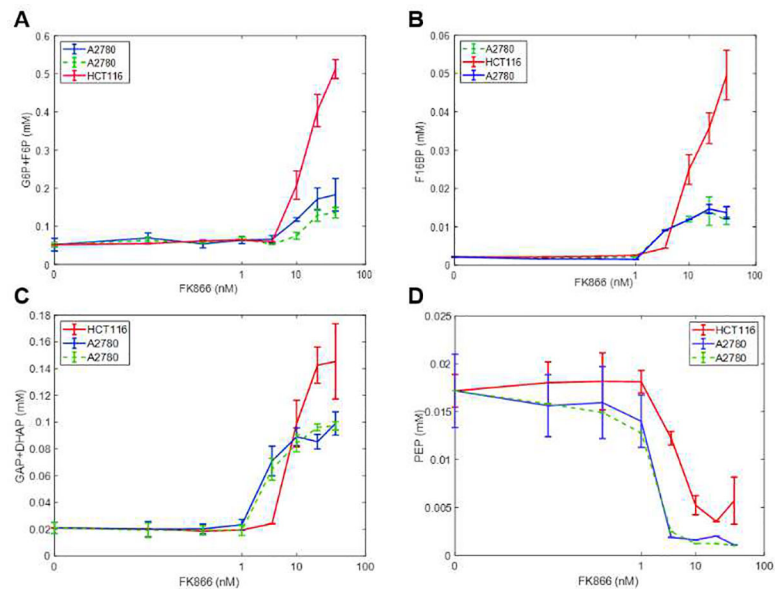 A
A2780
A2780
HCT116
G6P+F6P (mM)
0.6
0.5
0.4
0.3
0.2
0.1
0
0
1
10
100
FK866 (nM)
B
A2780
HCT116
A2780
F16BP (mM)
0.06
0.05
0.04
0.03
0.02
0.01
0
0
1
10
100
FK866 (nM)
C
HCT116
A2780
A2780
GAP+DHAP (mM)
0.18
0.16
0.14
0.12
0.1
0.08
0.06
0.04
0.02
0
0
1
10
100
FK866 (nM)
D
HCT116
A2780
A2780
PEP (mM)
0.025
0.02
0.015
0.01
0.005
0
0
1
10
100
FK866 (nM)